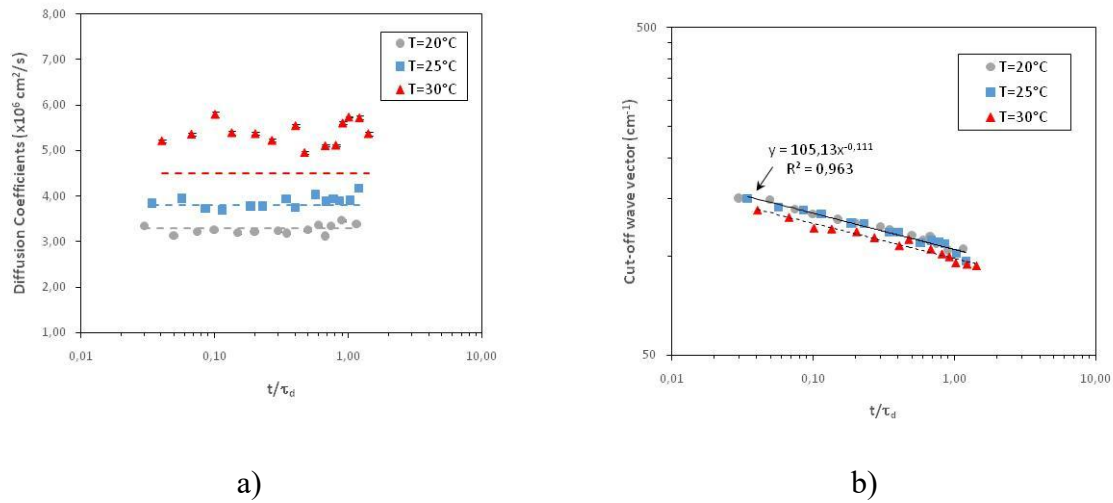 8,00
7,00
6,00
5,00
4,00
3,00
2,00
1,00
Diffusion Coefficients (x10⁶ cm²/s)
T=20°C
T=25°C
T=30°C
0,01
0,10
1,00
10,00
t/τd
a)
500
50
Cut-off wave vector (cm⁻¹)
T=20°C
T=25°C
T=30°C
y = 105,13x⁻⁰,¹¹¹
R² = 0,963
0,01
0,10
1,00
10,00
t/τd
b)